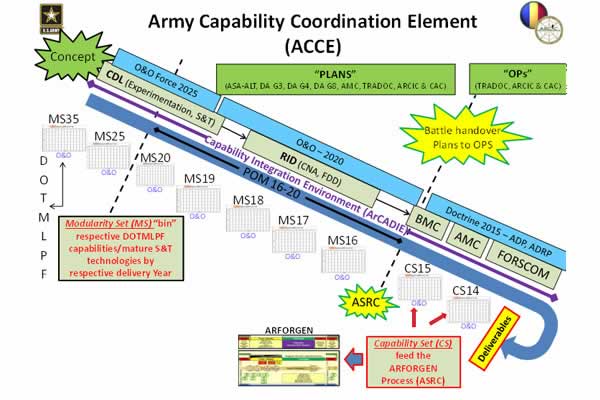 U.S.ARMY
Army Capability Coordination Element
(ACCE)
Concept
O&O Force 2025
CDL (Experimentation, S&T)
"PLANS"
(ASA-ALT, DA G3, DA G4, DA G8, AMC, TRADOC, ARCIC & CAC)
"OPs"
(TRADOC, ARCIC & CAC)
Battle handover
Plans to OPS
O&O – 2020
RID (CNA, FDD)
Capability Integration Environment (ArCADIE)
POM 16-20
Doctrine 2015 – ADP, ADRP
BMC
AMC
FORSCOM
MS35
O&O
MS25
O&O
MS20
O&O
MS19
O&O
MS18
O&O
MS17
O&O
MS16
O&O
CS15
O&O
CS14
O&O
D
O T
M
L
P
F
Modularity Set (MS) "bin"
respective DOTMLPF
capabilities/mature S&T
technologies by
respective delivery Year
ASRC
Deliverables
ARFORGEN
Capability Set (CS)
feed the
ARFORGEN
Process (ASRC)